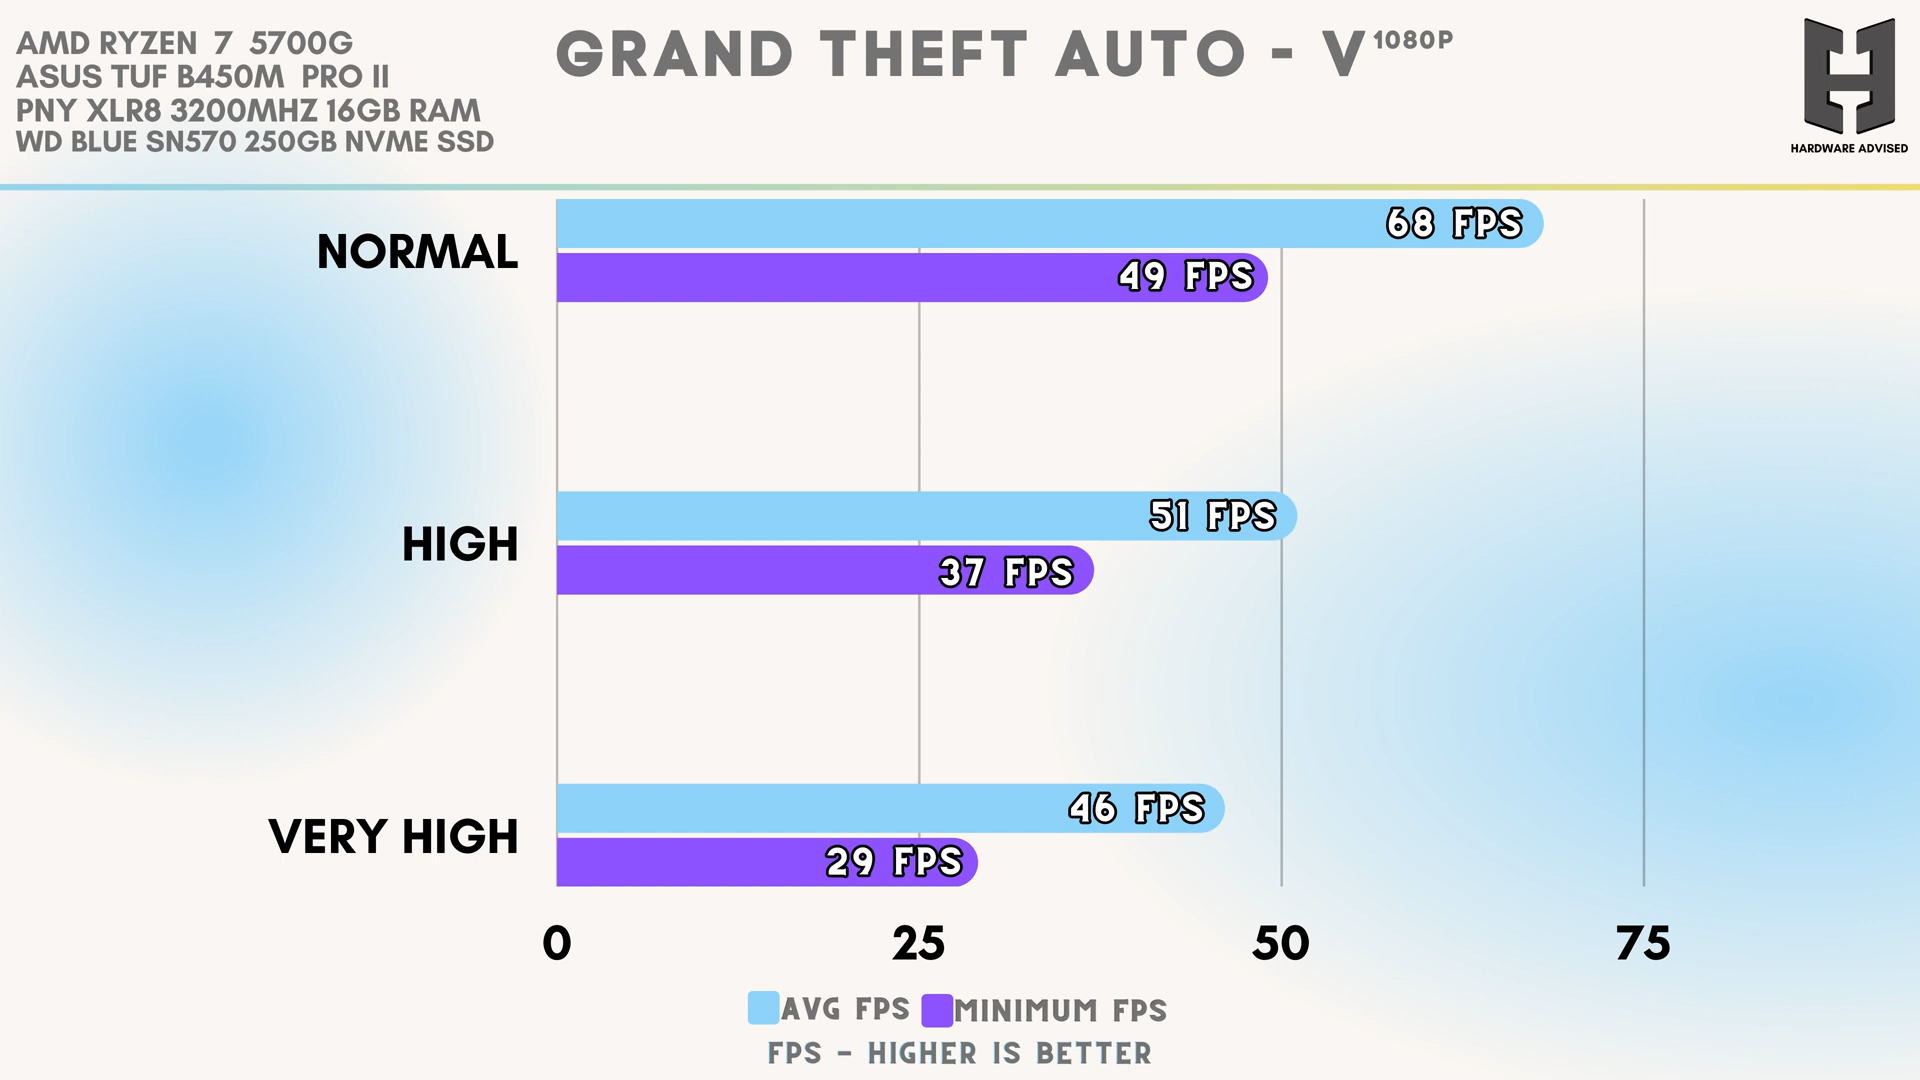 AMD RYZEN 7 5700G
ASUS TUF B450M PRO II
PNY XLR8 3200MHZ 16GB RAM
WD BLUE SN570 250GB NVME SSD
GRAND THEFT AUTO - V 1080P
HARDWARE ADVISED
NORMAL
68 FPS
49 FPS
HIGH
51 FPS
37 FPS
VERY HIGH
46 FPS
29 FPS
0 25 50 75
AVG FPS MINIMUM FPS
FPS - HIGHER IS BETTER